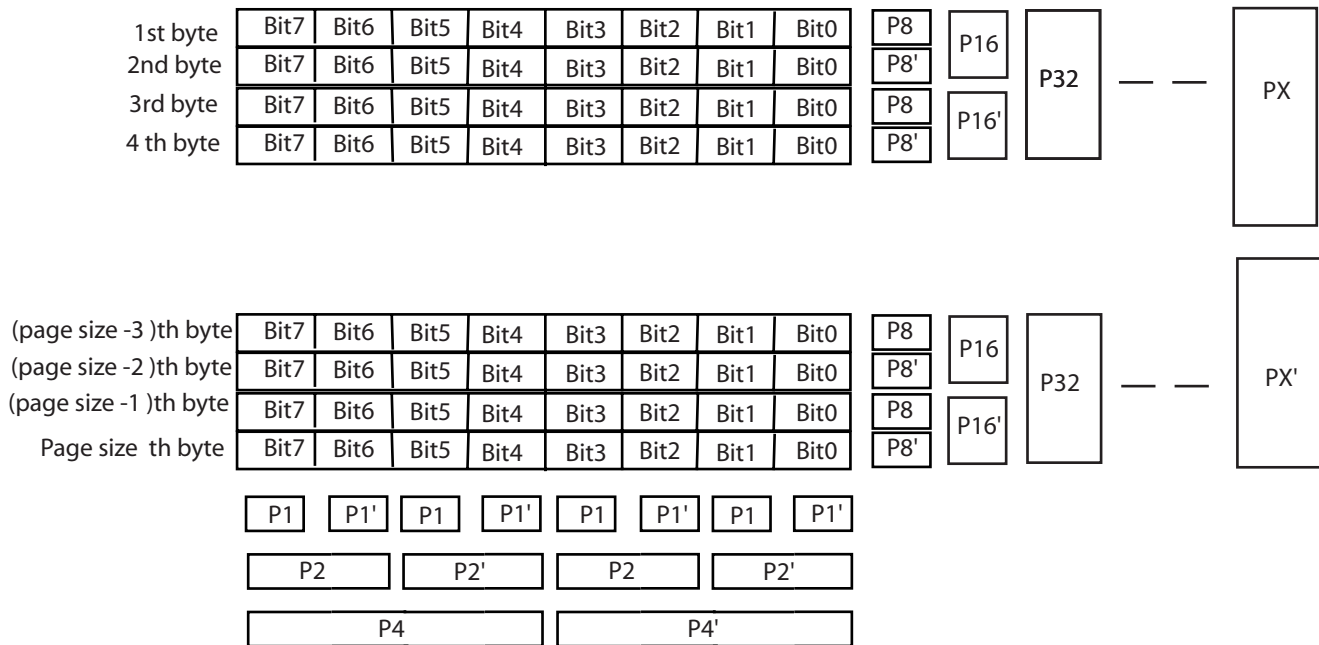 1st byte Bit7 Bit6 Bit5 Bit4 Bit3 Bit2 Bit1 Bit0 P8 P16 P32 PX
2nd byte Bit7 Bit6 Bit5 Bit4 Bit3 Bit2 Bit1 Bit0 P8'
3rd byte Bit7 Bit6 Bit5 Bit4 Bit3 Bit2 Bit1 Bit0 P8 P16'
4 th byte Bit7 Bit6 Bit5 Bit4 Bit3 Bit2 Bit1 Bit0 P8'
(page size -3 )th byte Bit7 Bit6 Bit5 Bit4 Bit3 Bit2 Bit1 Bit0 P8 P16 P32 PX'
(page size -2 )th byte Bit7 Bit6 Bit5 Bit4 Bit3 Bit2 Bit1 Bit0 P8'
(page size -1 )th byte Bit7 Bit6 Bit5 Bit4 Bit3 Bit2 Bit1 Bit0 P8 P16'
Page size th byte Bit7 Bit6 Bit5 Bit4 Bit3 Bit2 Bit1 Bit0 P8'
P1 P1' P1 P1' P1 P1' P1 P1'
P2 P2' P2 P2'
P4 P4'